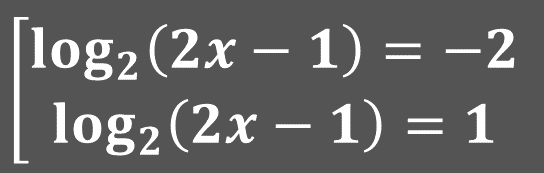 log₂(2x − 1) = −2
log₂(2x − 1) = 1